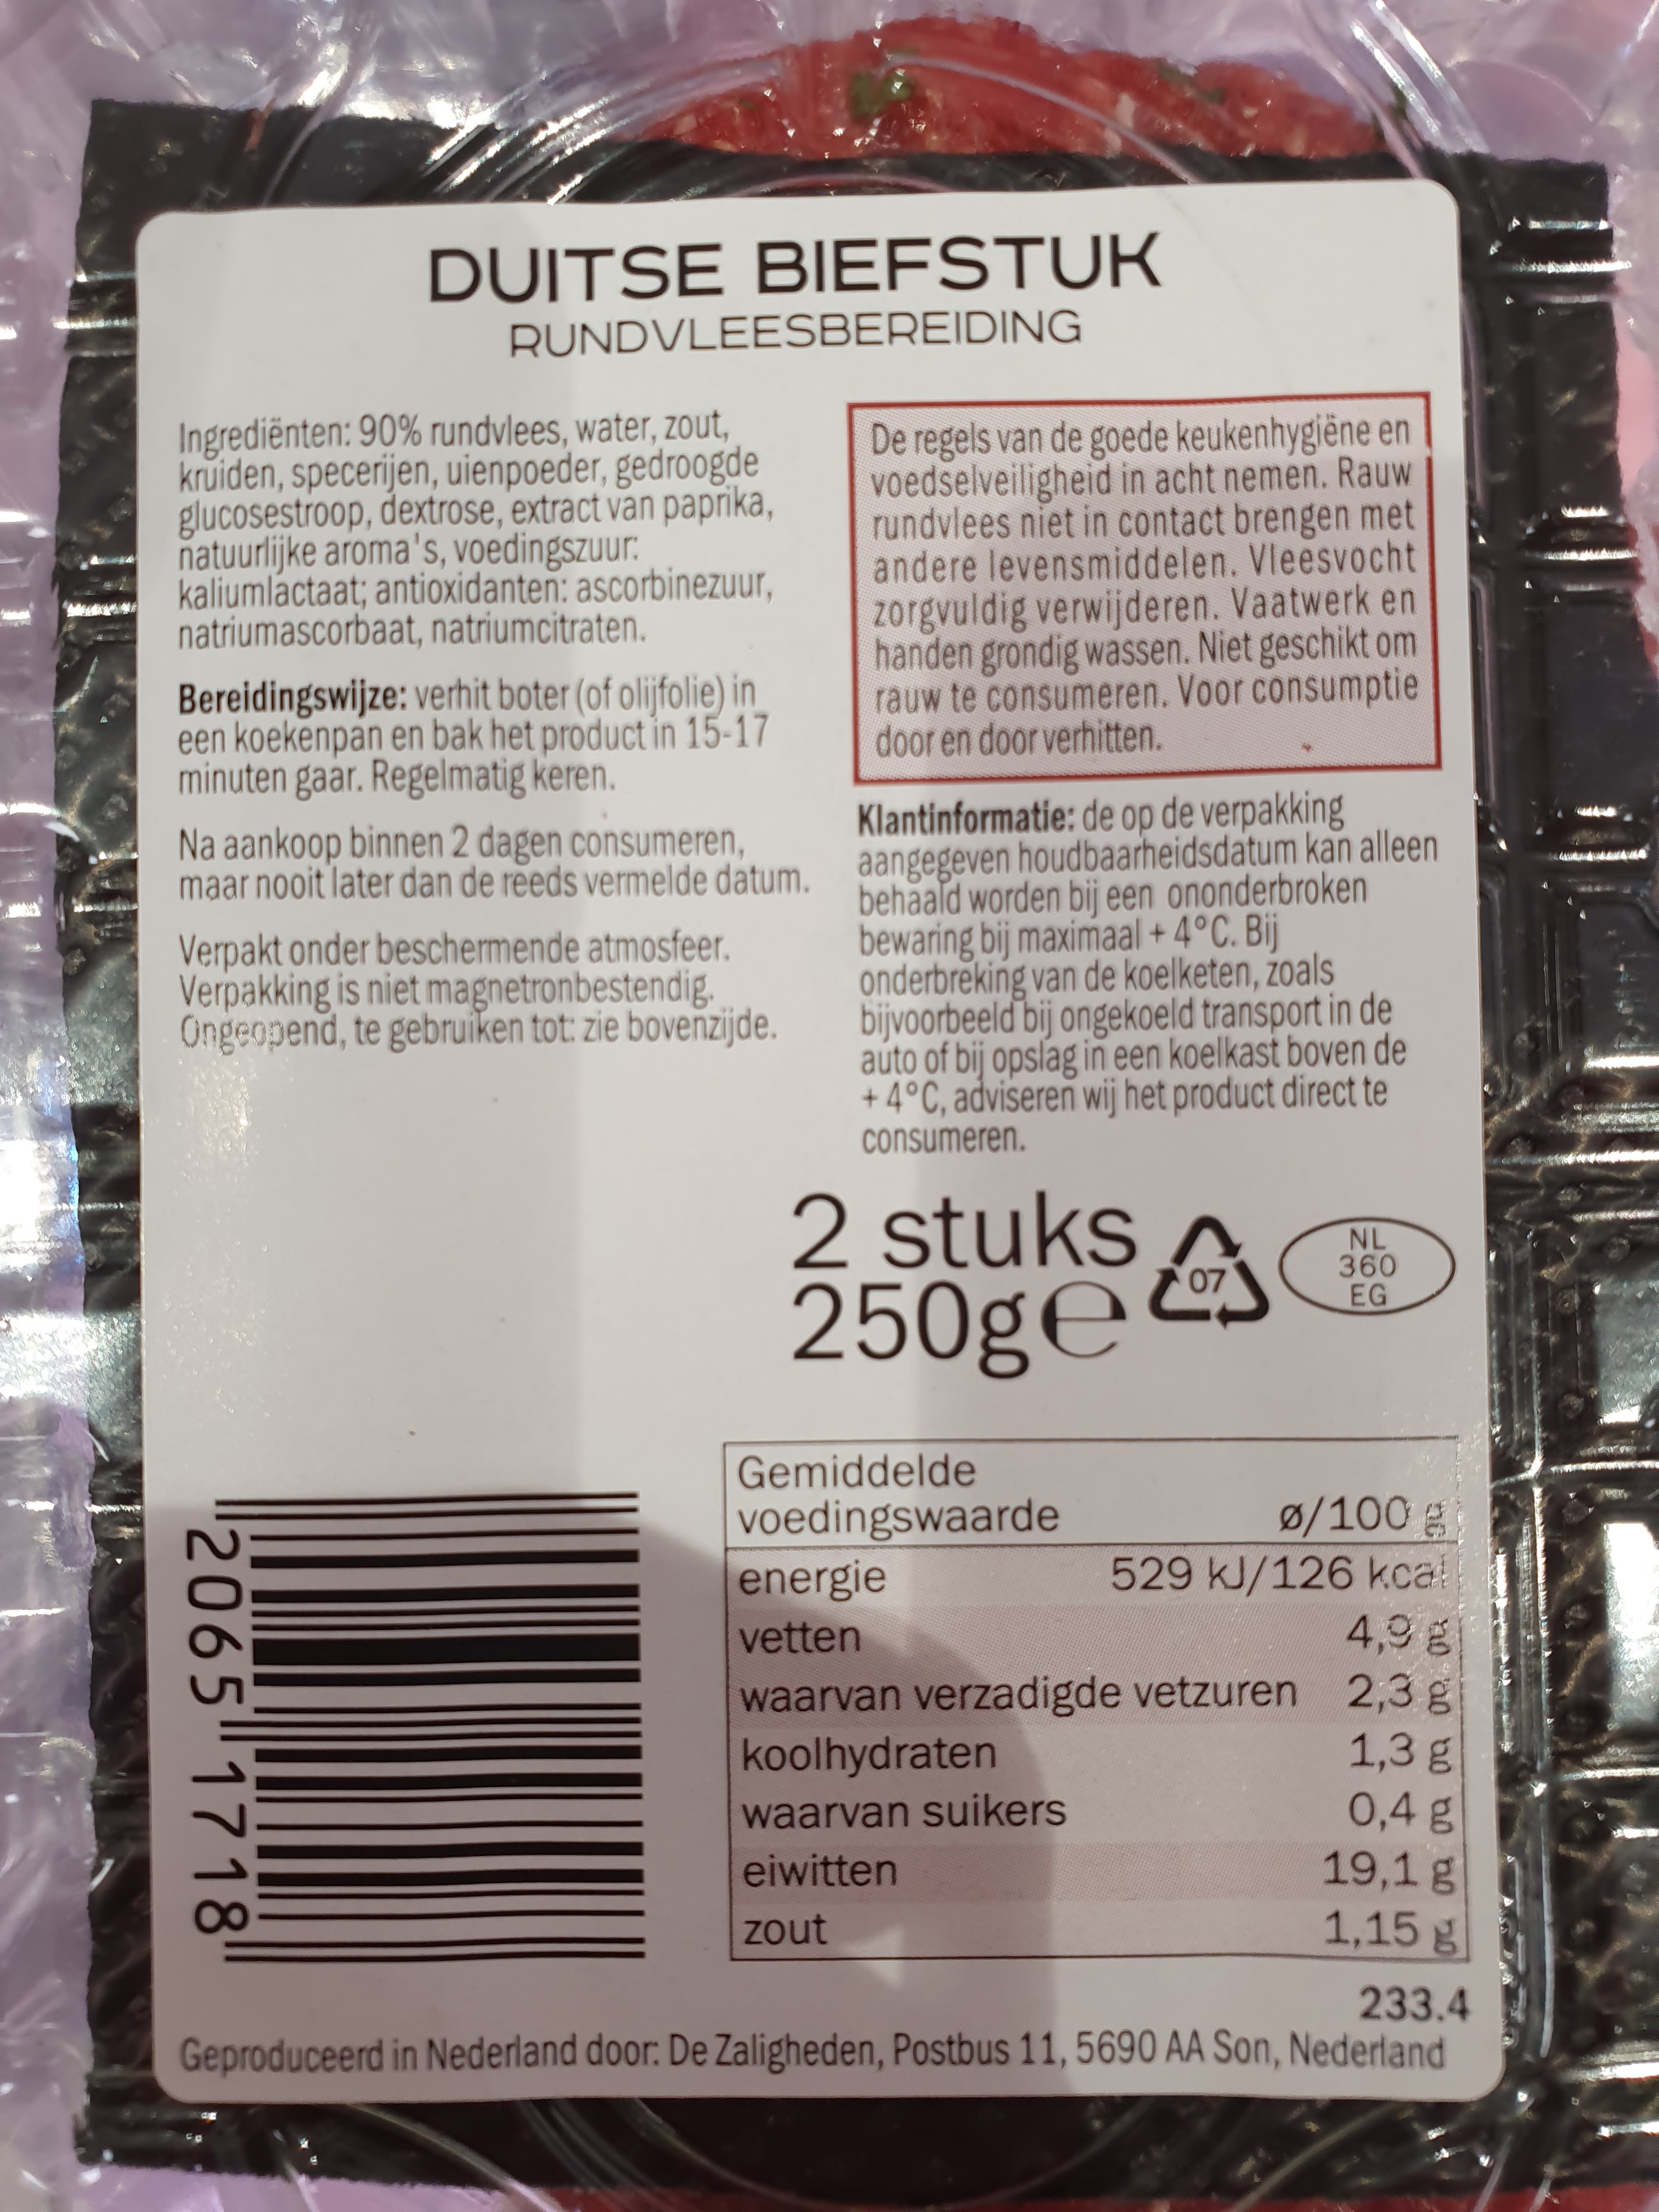 DUITSE BIEFSTUK
RUNDVLEESBEREIDING
Ingrediënten: 90% rundvlees, water, zout,
kruiden, specerijen, uienpoeder, gedroogde
glucosestroop, dextrose, extract van paprika,
natuurlijke aroma's, voedingszuur:
kaliumlactaat; antioxidanten: ascorbinezuur,
natriumascorbaat, natriumcitraten.
Bereidingswijze: verhit boter (of olijfolie) in
een koekenpan en bak het product in 15-17
minuten gaar. Regelmatig keren.
Na aankoop binnen 2 dagen consumeren,
maar nooit later dan de reeds vermelde datum.
Verpakt onder beschermende atmosfeer.
Verpakking is niet magnetronbestendig.
Ongeopend, te gebruiken tot: zie bovenzijde.
De regels van de goede keukenhygiëne en
voedselveiligheid in acht nemen. Rauw
rundvlees niet in contact brengen met
andere levensmiddelen. Vleesvocht
zorgvuldig verwijderen. Vaatwerk en
handen grondig wassen. Niet geschikt om
rauw te consumeren. Voor consumptie
door en door verhitten.
Klantinformatie: de op de verpakking
aangegeven houdbaarheidsdatum kan alleen
behaald worden bij een ononderbroken
bewaring bij maximaal + 4°C. Bij
onderbreking van de koelketen, zoals
bijvoorbeeld bij ongekoeld transport in de
auto of bij opslag in een koelkast boven de
+ 4°C, adviseren wij het product direct te
consumeren.
2 stuks
250g e
07
NL
360
EG
Gemiddelde
voedingswaarde ø/100 g
energie 529 kJ/126 kcal
vetten 4,9 g
waarvan verzadigde vetzuren 2,3 g
koolhydraten 1,3 g
waarvan suikers 0,4 g
eiwitten 19,1 g
zout 1,15 g
2065 1718
233.4
Geproduceerd in Nederland door: De Zaligheden, Postbus 11, 5690 AA Son, Nederland